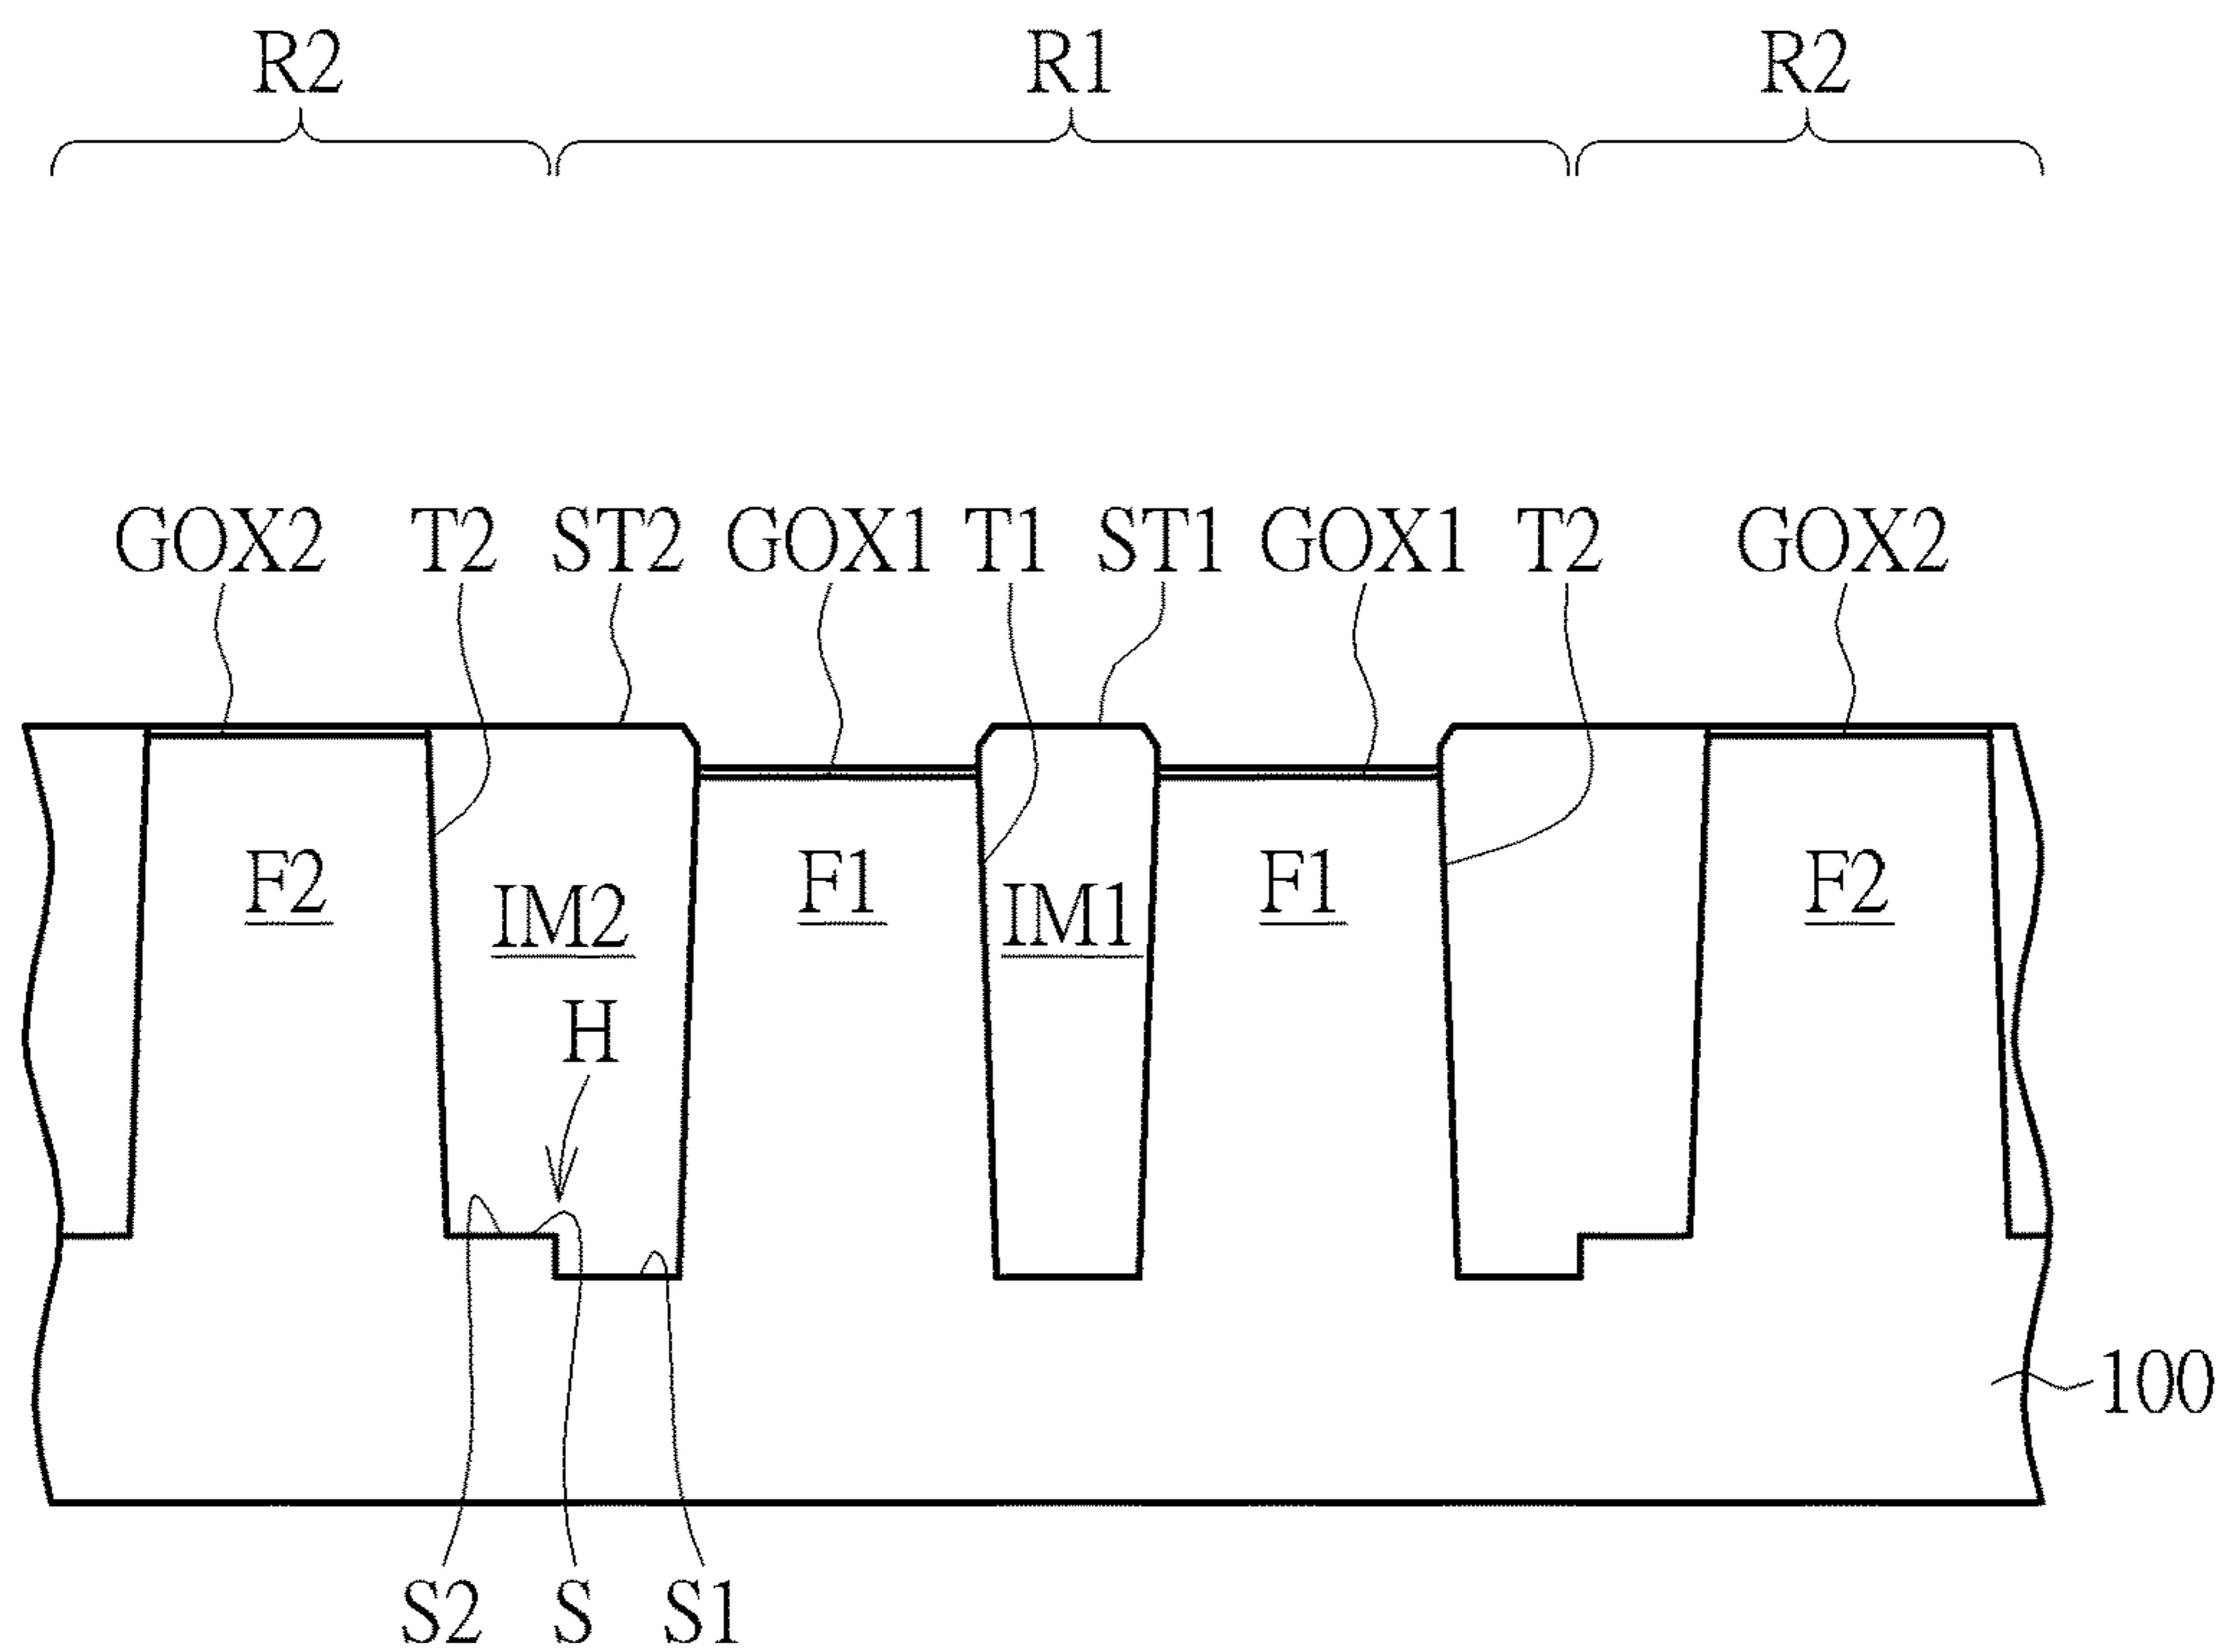 R2 R1 R2
GOX2 T2 ST2 GOX1 T1 ST1 GOX1 T2 GOX2
F2 IM2 F1 IM1 F1 F2
H
100
S2 S S1